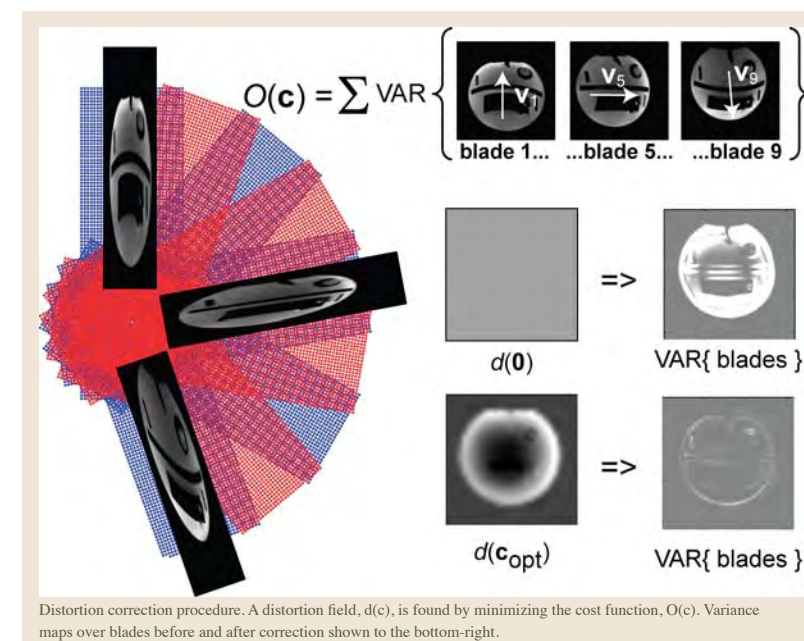 O(c) = ∑ VAR
v1 v5 v9
blade 1... ...blade 5... ...blade 9
d(0) => VAR{ blades }
d(copt) => VAR{ blades }
Distortion correction procedure. A distortion field, d(c), is found by minimizing the cost function, O(c). Variance
maps over blades before and after correction shown to the bottom-right.